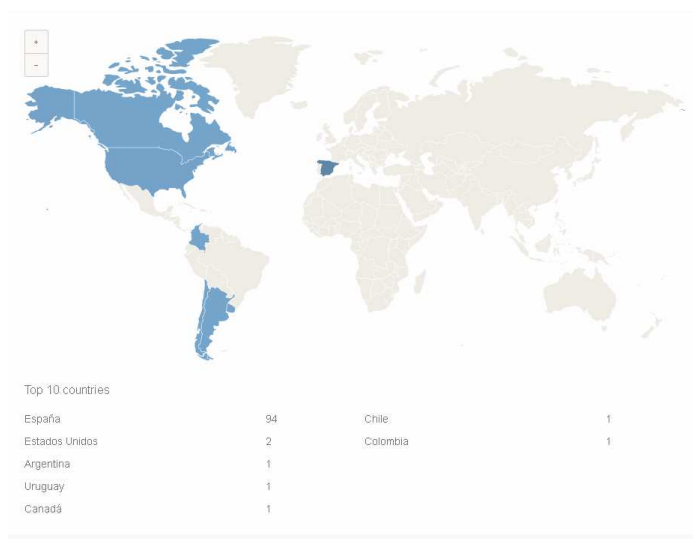 +
−
Top 10 countries
España 94
Estados Unidos 2
Argentina 1
Uruguay 1
Canadá 1
Chile 1
Colombia 1